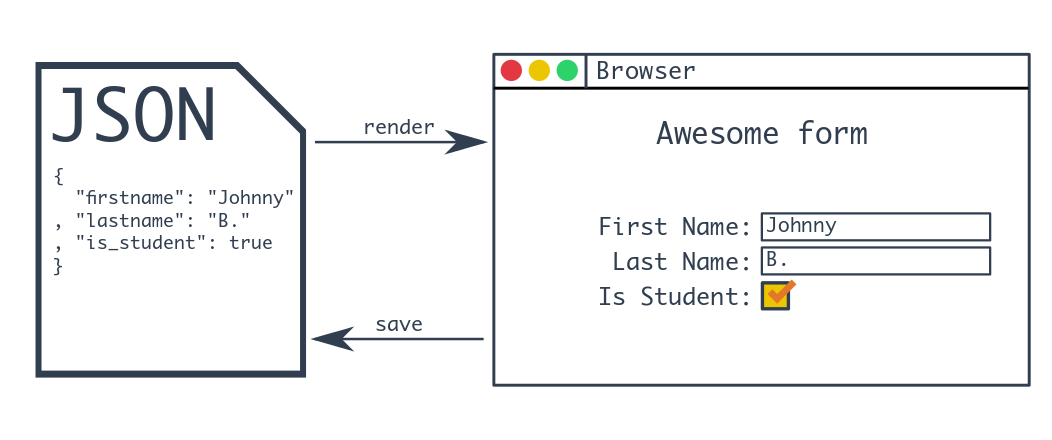 JSON
{
"firstname": "Johnny"
, "lastname": "B."
, "is_student": true
}
render
save
Browser
Awesome form
First Name: Johnny
Last Name: B.
Is Student: